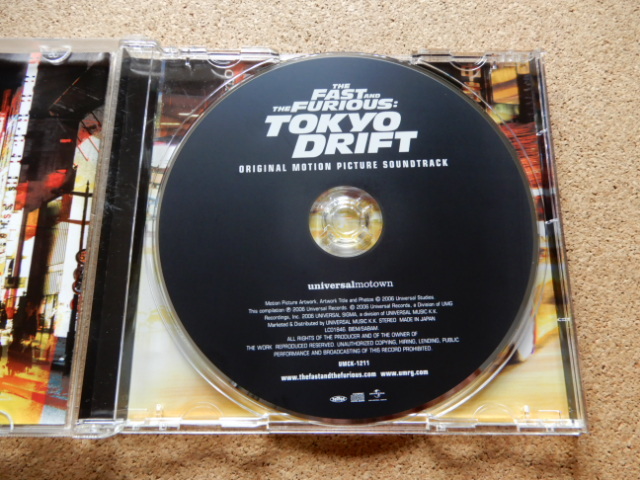 THE
FAST AND
THE FURIOUS:
TOKYO
DRIFT
ORIGINAL MOTION PICTURE SOUNDTRACK
universalmotown
Motion Picture Artwork, Artwork Title and Photos © 2006 Universal Studios.
This compilation ℗ 2006 Universal Records. © 2006 Universal Records, a Division of UMG
Recordings, Inc. 2006 UNIVERSAL SIGMA, a division of UNIVERSAL MUSIC K.K.
Marketed & Distributed by UNIVERSAL MUSIC K.K. STEREO MADE IN JAPAN.
LC01846 BIEM/SABAM
ALL RIGHTS OF THE PRODUCER AND OF THE OWNER OF
THE WORK REPRODUCED RESERVED. UNAUTHORIZED COPYING, HIRING, LENDING, PUBLIC
PERFORMANCE AND BROADCASTING OF THIS RECORD PROHIBITED.
UMCK-1211
www.thefastandthefurious.com www.umrg.com